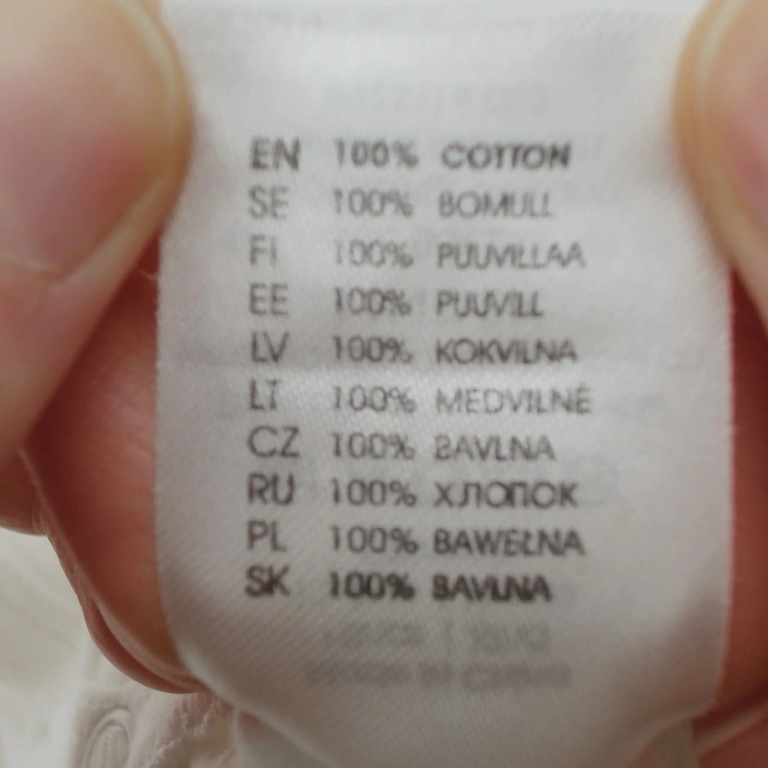 EN 100% COTTON
SE 100% BOMULL
FI 100% PUUVILLAA
EE 100% PUUVILL
LV 100% KOKVILNA
LT 100% MEDVILNĖ
CZ 100% BAVLNA
RU 100% ХЛОПОК
PL 100% BAWEŁNA
SK 100% BAVLNA